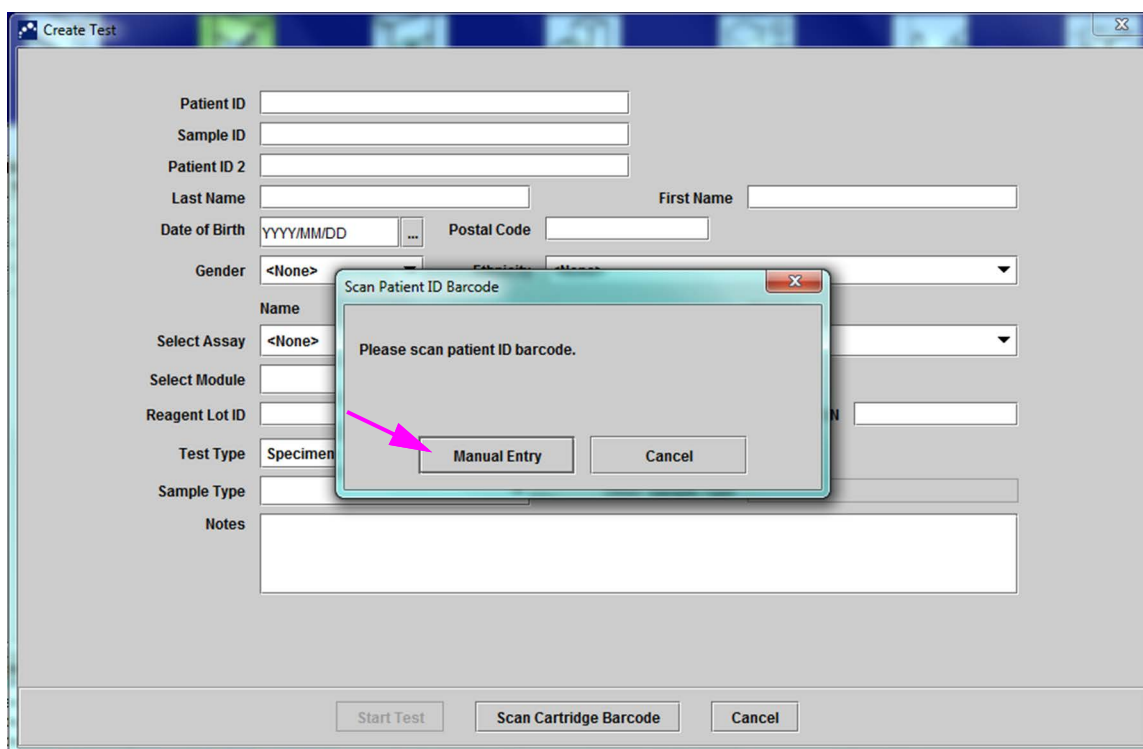 Create Test
Patient ID
Sample ID
Patient ID 2
Last Name First Name
Date of Birth YYYY/MM/DD ... Postal Code
Gender <None> Ethnicity <None>
Scan Patient ID Barcode
Name
Select Assay <None>
Please scan patient ID barcode.
Select Module
Reagent Lot ID N
Test Type Specimen
Manual Entry Cancel
Sample Type
Notes
Start Test Scan Cartridge Barcode Cancel